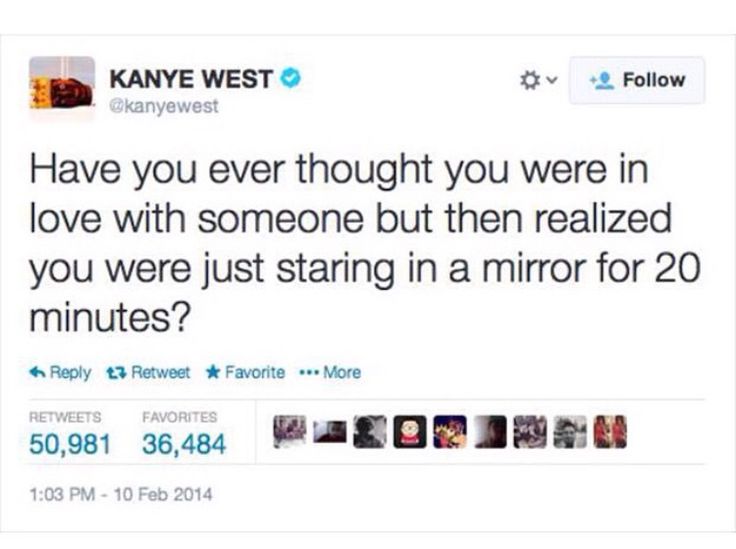 KANYE WEST
@kanyewest
Follow
Have you ever thought you were in
love with someone but then realized
you were just staring in a mirror for 20
minutes?
Reply Retweet Favorite ••• More
RETWEETS FAVORITES
50,981 36,484
1:03 PM - 10 Feb 2014